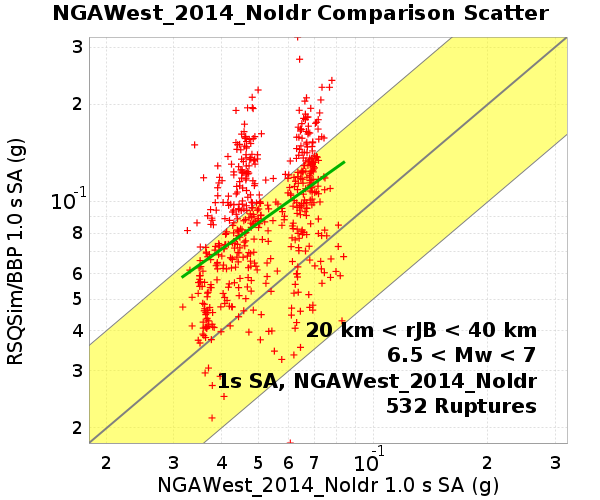 NGAWest_2014_NoIdr Comparison Scatter
RSQSim/BBP 1.0 s SA (g)
3
2
10^-1
8
6
5
4
3
2
20 km < rJB < 40 km
6.5 < Mw < 7
1s SA, NGAWest_2014_NoIdr
532 Ruptures
2 3 4 5 6 7 10^-1 2 3
NGAWest_2014_NoIdr 1.0 s SA (g)